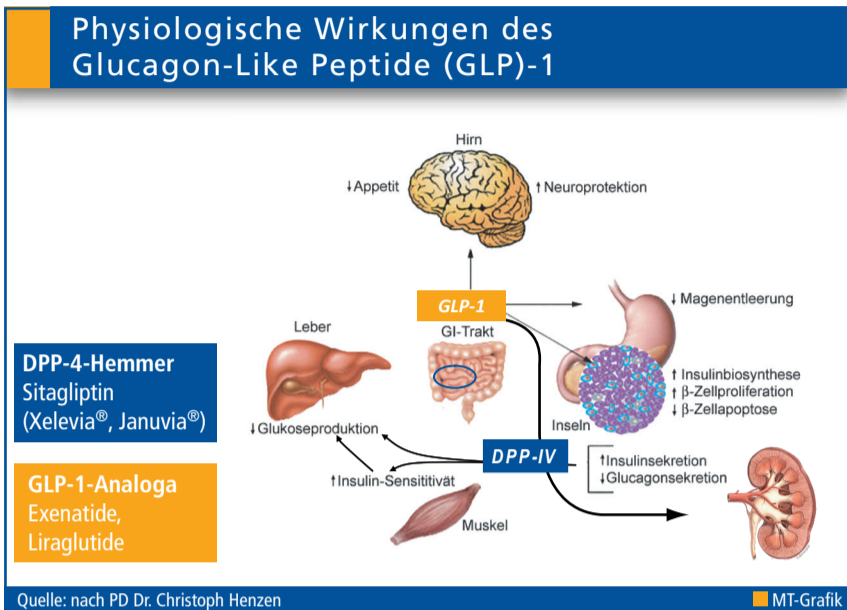 Physiologische Wirkungen des
Glucagon-Like Peptide (GLP)-1
Hirn
↓Appetit
↑Neuroprotektion
GLP-1
↓ Magenentleerung
GI-Trakt
Leber
DPP-4-Hemmer
Sitagliptin
(Xelevia®, Januvia®)
↑ Insulinbiosynthese
↑ β-Zellproliferation
↓ β-Zellapoptose
Inseln
↓Glukoseproduktion
DPP-IV
↑Insulinsekretion
↓Glucagonsekretion
↑Insulin-Sensititivät
GLP-1-Analoga
Exenatide,
Liraglutide
Muskel
Quelle: nach PD Dr. Christoph Henzen
MT-Grafik